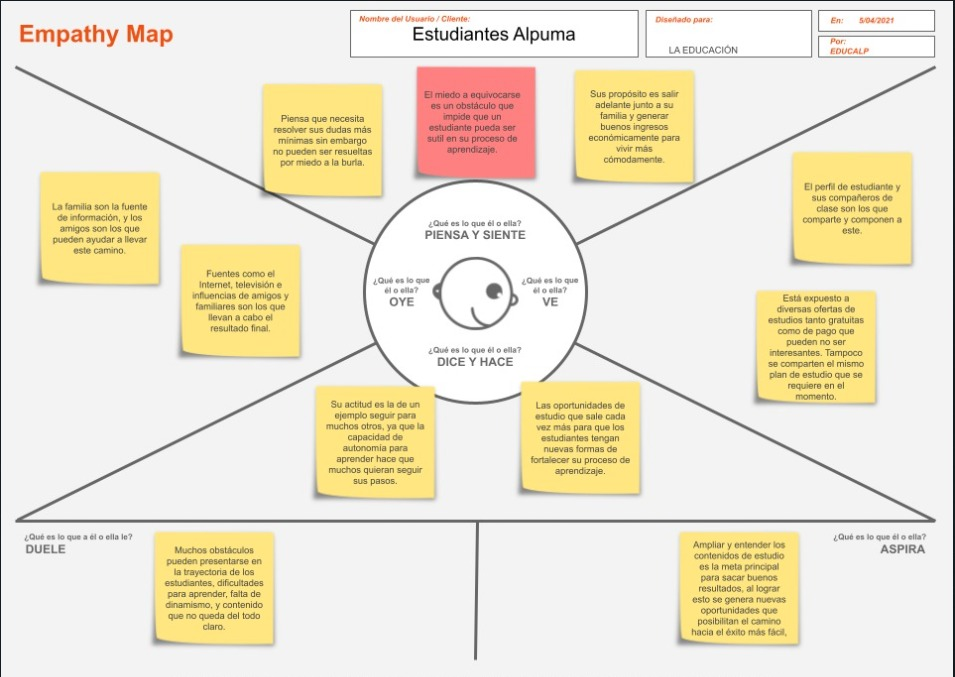 Empathy Map
Nombre del Usuario / Cliente:
Estudiantes Alpuma
Diseñado para:
LA EDUCACIÓN
En: 5/04/2021
Por:
EDUCALP
Piensa que necesita
resolver sus dudas más
mínimas sin embargo
no pueden ser resueltas
por miedo a la burla.
El miedo a equivocarse
es un obstáculo que
impide que un
estudiante pueda ser
sutil en su proceso de
aprendizaje.
Sus propósito es salir
adelante junto a su
familia y generar
buenos ingresos
económicamente para
vivir más
cómodamente.
La familia son la fuente
de información, y los
amigos son los que
pueden ayudar a llevar
este camino.
Fuentes como el
Internet, televisión e
influencias de amigos y
familiares son los que
llevan a cabo el
resultado final.
El perfil de estudiante y
sus compañeros de
clase son los que
comparte y componen a
este.
Está expuesto a
diversas ofertas de
estudios tanto gratuitas
como de pago que
pueden no ser
interesantes. Tampoco
se comparten el mismo
plan de estudio que se
requiere en el
momento.
¿Qué es lo que él o ella?
PIENSA Y SIENTE
¿Qué es lo que
él o ella?
OYE
¿Qué es lo que
él o ella?
VE
¿Qué es lo que él o ella?
DICE Y HACE
Su actitud es la de un
ejemplo seguir para
muchos otros, ya que la
capacidad de
autonomía para
aprender hace que
muchos quieran seguir
sus pasos.
Las oportunidades de
estudio que sale cada
vez más para que los
estudiantes tengan
nuevas formas de
fortalecer su proceso de
aprendizaje.
¿Qué es lo que a él o ella le?
DUELE
Muchos obstáculos
pueden presentarse en
la trayectoria de los
estudiantes, dificultades
para aprender, falta de
dinamismo, y contenido
que no queda del todo
claro.
¿Qué es lo que él o ella?
ASPIRA
Ampliar y entender los
contenidos de estudio
es la meta principal
para sacar buenos
resultados, al lograr
esto se genera nuevas
oportunidades que
posibilitan el camino
hacia el éxito más fácil,